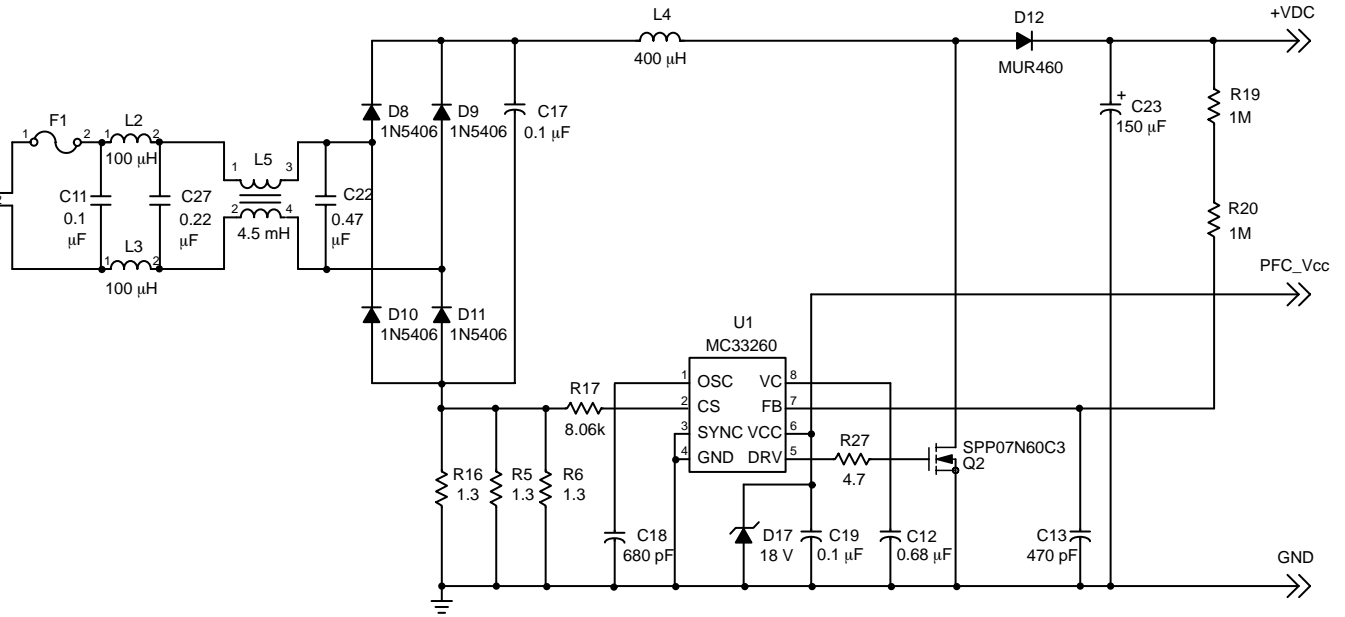 L4
400 μH
D12
MUR460
+VDC
F1
1
2
L2
1 2
100 μH
C11
0.1
μF
C27
0.22
μF
L3
1 2
100 μH
L5
1 3
2 4
4.5 mH
C22
0.47
μF
D8
1N5406
D9
1N5406
C17
0.1 μF
D10
1N5406
D11
1N5406
C23
+
150 μF
R19
1M
R20
1M
PFC_Vcc
U1
MC33260
1 OSC VC 8
2 CS FB 7
3 SYNC VCC 6
4 GND DRV 5
R17
8.06k
R16
1.3
R5
1.3
R6
1.3
R27
4.7
SPP07N60C3
Q2
C18
680 pF
D17
18 V
C19
0.1 μF
C12
0.68 μF
C13
470 pF
GND